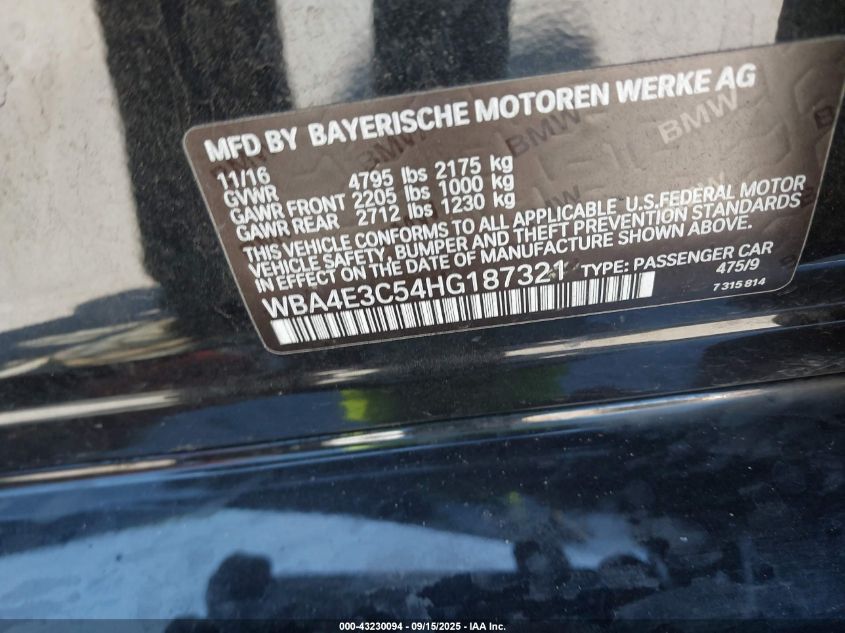 MFD BY BAYERISCHE MOTOREN WERKE AG
11/16
GVWR 4795 lbs 2175 kg
GAWR FRONT 2205 lbs 1000 kg
GAWR REAR 2712 lbs 1230 kg
THIS VEHICLE CONFORMS TO ALL APPLICABLE U.S.FEDERAL MOTOR
VEHICLE SAFETY, BUMPER AND THEFT PREVENTION STANDARDS
IN EFFECT ON THE DATE OF MANUFACTURE SHOWN ABOVE.
WBA4E3C54HG187321 TYPE: PASSENGER CAR
475/9
7 315 814
BMW
BMW
000-43230094 - 09/15/2025 - IAA Inc.